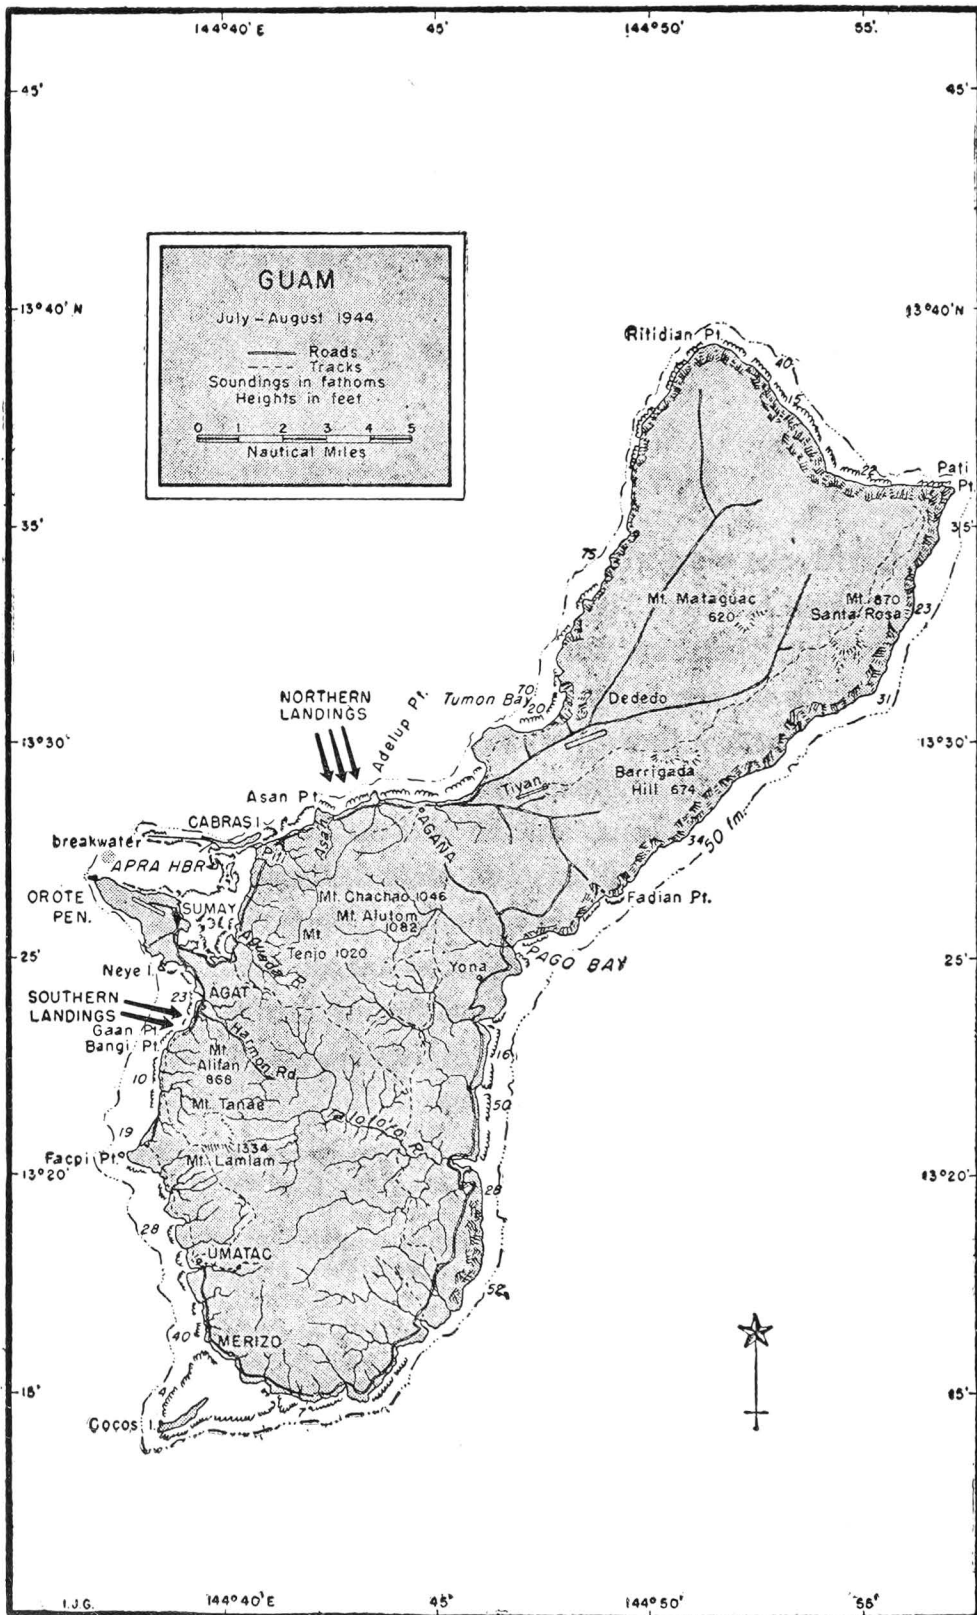 144°40' E 45' 144°50' 55'
45' 45'
GUAM
July – August 1944
Roads
Tracks
Soundings in fathoms
Heights in feet
0 1 2 3 4 5
Nautical Miles
13°40' N 13°40' N
Ritidian Pt.
40
15
22
Pati
Pt.
35' 35'
75
Mt. Mataguac
620
Mt. 870
Santa Rosa
23
31
NORTHERN
LANDINGS
Adelup Pt.
Tumon Bay
70
20
Dededo
13°30' 13°30'
Asan Pt.
Tiyan
Barrigada
Hill 674
CABRAS I.
Asan
AGANA
34
50 fm.
breakwater
APRA HBR
Piti
OROTE
PEN.
SUMAY
Mt. Chachao 1046
Mt. Alutom
1082
Fadian Pt.
Mt.
Tenjo 1020
Aguada R.
PAGO BAY
25' 25'
Yona
Neye I.
AGAT
SOUTHERN
LANDINGS
23
Gaan Pt.
Bangi Pt.
Harmon Rd.
Mt.
Alifan
868
16
10
Mt. Tanae
50
Talofofo R.
19
Facpi Pt.
1334
Mt. Lamlam
13°20' 13°20'
28
28
UMATAC
52
40
MERIZO
15' 15'
4
7
Cocos I.
I.J.G.
144°40' E 45' 144°50' 55'